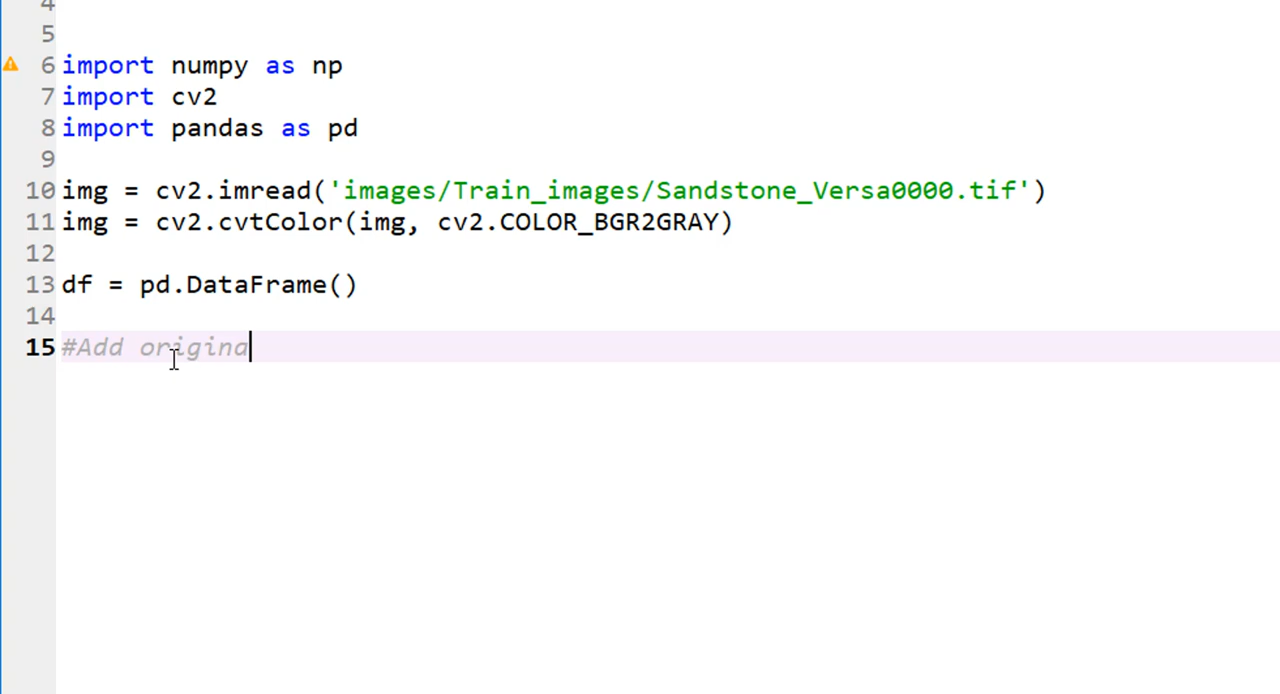 4
5
6 import numpy as np
7 import cv2
8 import pandas as pd
9
10 img = cv2.imread('images/Train_images/Sandstone_Versa0000.tif')
11 img = cv2.cvtColor(img, cv2.COLOR_BGR2GRAY)
12
13 df = pd.DataFrame()
14
15 #Add origina